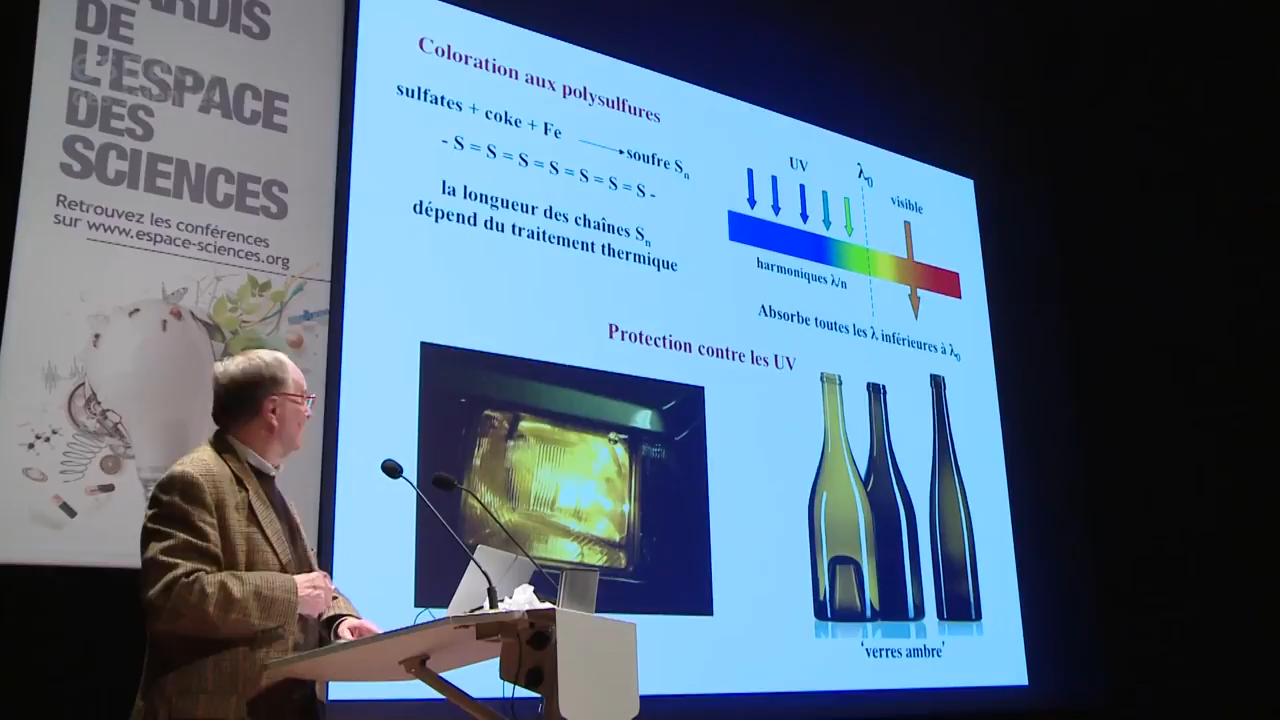 DE
L'ESPACE
DES
SCIENCES
Retrouvez les conférences
sur www.espace-sciences.org
Coloration aux polysulfures
sulfates + coke + Fe → soufre Sn
- S = S = S = S = S = S = S -
la longueur des chaînes Sn
dépend du traitement thermique
UV
λ0
visible
harmoniques λ/n
Absorbe toutes les λ inférieures à λ0
Protection contre les UV
'verres ambre'